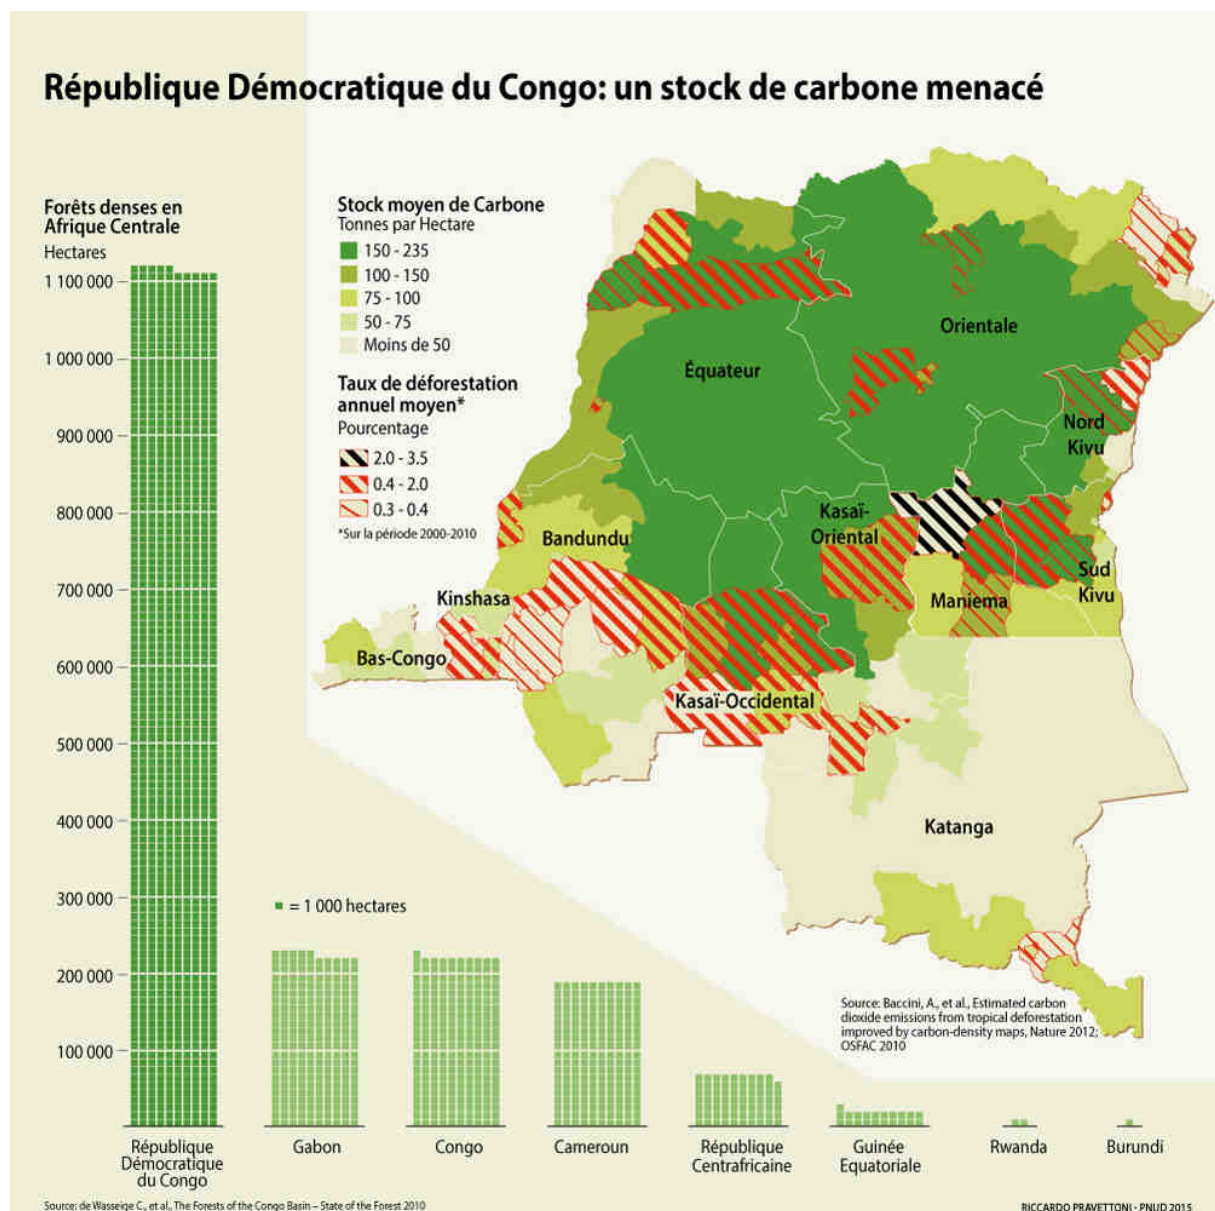 République Démocratique du Congo: un stock de carbone menacé
Forêts denses en
Afrique Centrale
Hectares
1 100 000
1 000 000
900 000
800 000
700 000
600 000
500 000
400 000
300 000
200 000
100 000
= 1 000 hectares
République
Démocratique
du Congo
Gabon
Congo
Cameroun
République
Centrafricaine
Guinée
Equatoriale
Rwanda
Burundi
Stock moyen de Carbone
Tonnes par Hectare
150 - 235
100 - 150
75 - 100
50 - 75
Moins de 50
Taux de déforestation
annuel moyen*
Pourcentage
2.0 - 3.5
0.4 - 2.0
0.3 - 0.4
*Sur la période 2000-2010
Orientale
Équateur
Nord
Kivu
Kasaï-
Oriental
Bandundu
Sud
Kivu
Maniema
Kinshasa
Bas-Congo
Kasaï-Occidental
Katanga
Source: Baccini, A., et al., Estimated carbon
dioxide emissions from tropical deforestation
improved by carbon-density maps, Nature 2012;
OSFAC 2010
Source: de Wasseige C., et al., The Forests of the Congo Basin – State of the Forest 2010
RICCARDO PRAVETTONI - PNUD 2015